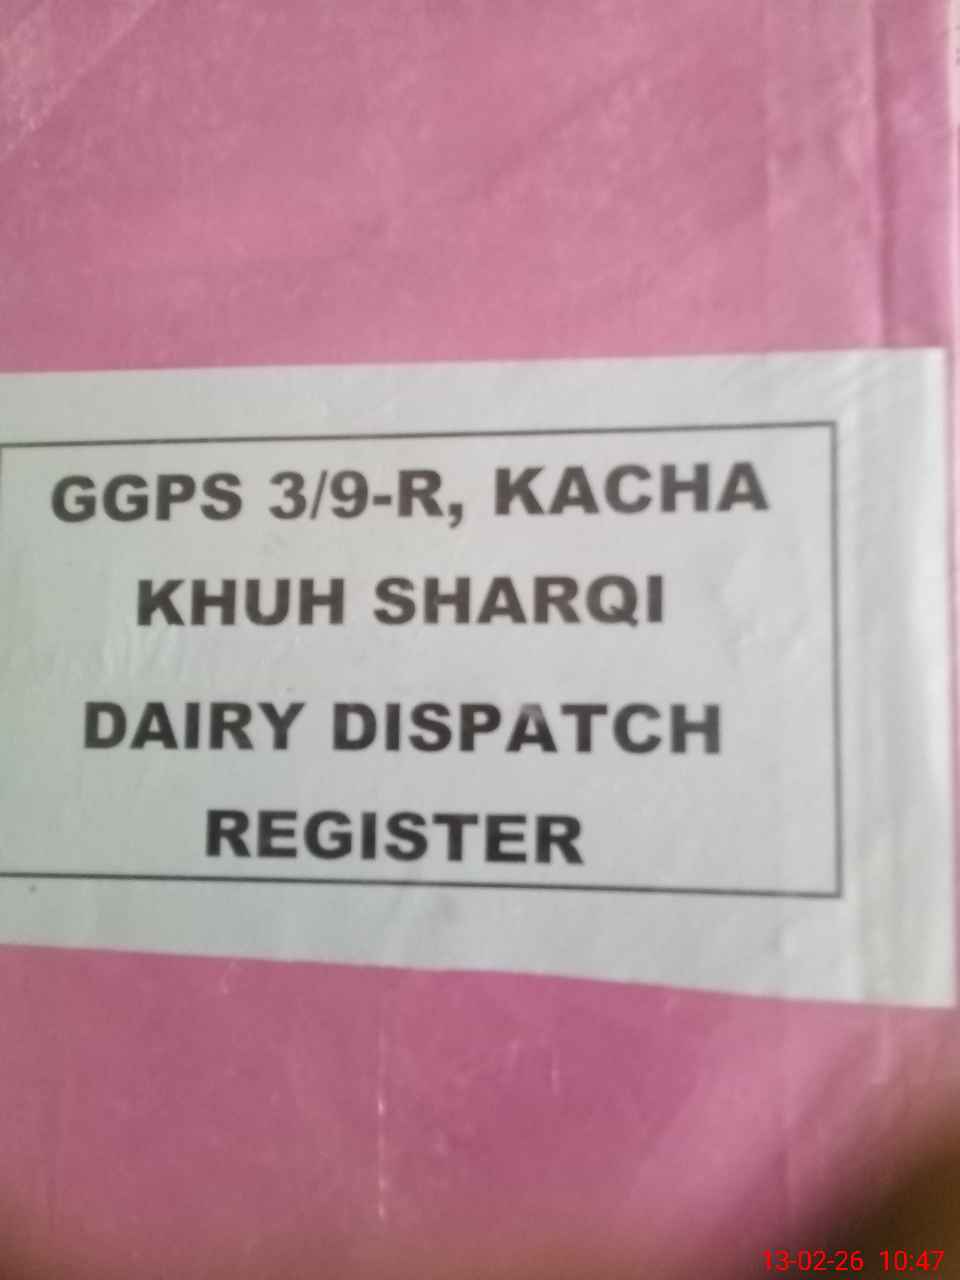 GGPS 3/9-R, KACHA
KHUH SHARQI
DAIRY DISPATCH
REGISTER
13-02-26 10:47